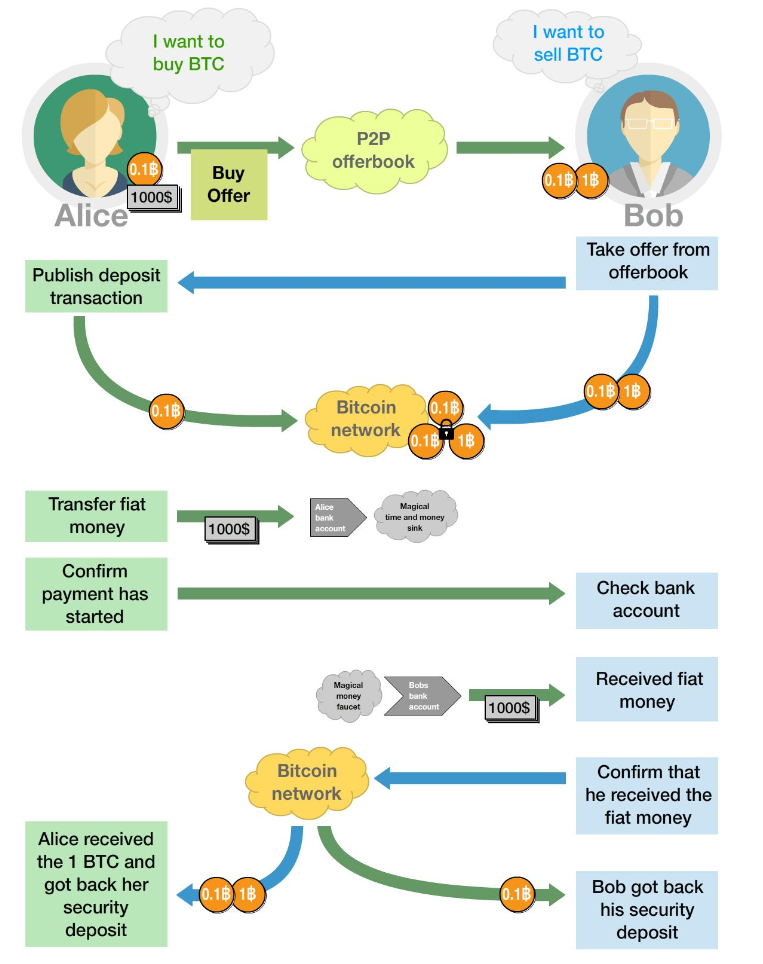 I want to
buy BTC
I want to
sell BTC
P2P
offerbook
Buy
Offer
0.1฿
1000$
0.1฿ 1฿
Alice
Bob
Take offer from
offerbook
Publish deposit
transaction
0.1฿
0.1฿ 1฿
Bitcoin
network
0.1฿
0.1฿ 1฿
Transfer fiat
money
1000$
Alice
bank
account
Magical
time and money
sink
Confirm
payment has
started
Check bank
account
Magical
money
faucet
Bobs
bank
account
1000$
Received fiat
money
Bitcoin
network
Confirm that
he received the
fiat money
Alice received
the 1 BTC and
got back her
security
deposit
0.1฿ 1฿
0.1฿
Bob got back
his security
deposit